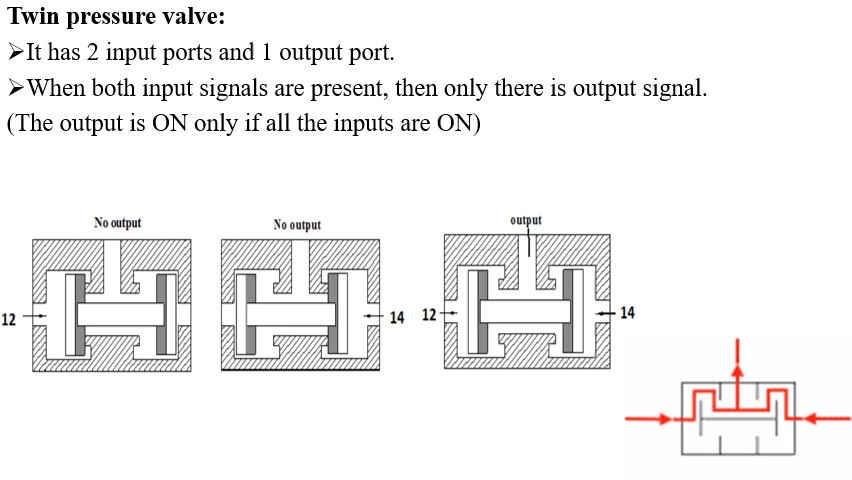 Twin pressure valve:
➢It has 2 input ports and 1 output port.
➢When both input signals are present, then only there is output signal.
(The output is ON only if all the inputs are ON)
No output
No output
output
12
14
12
14